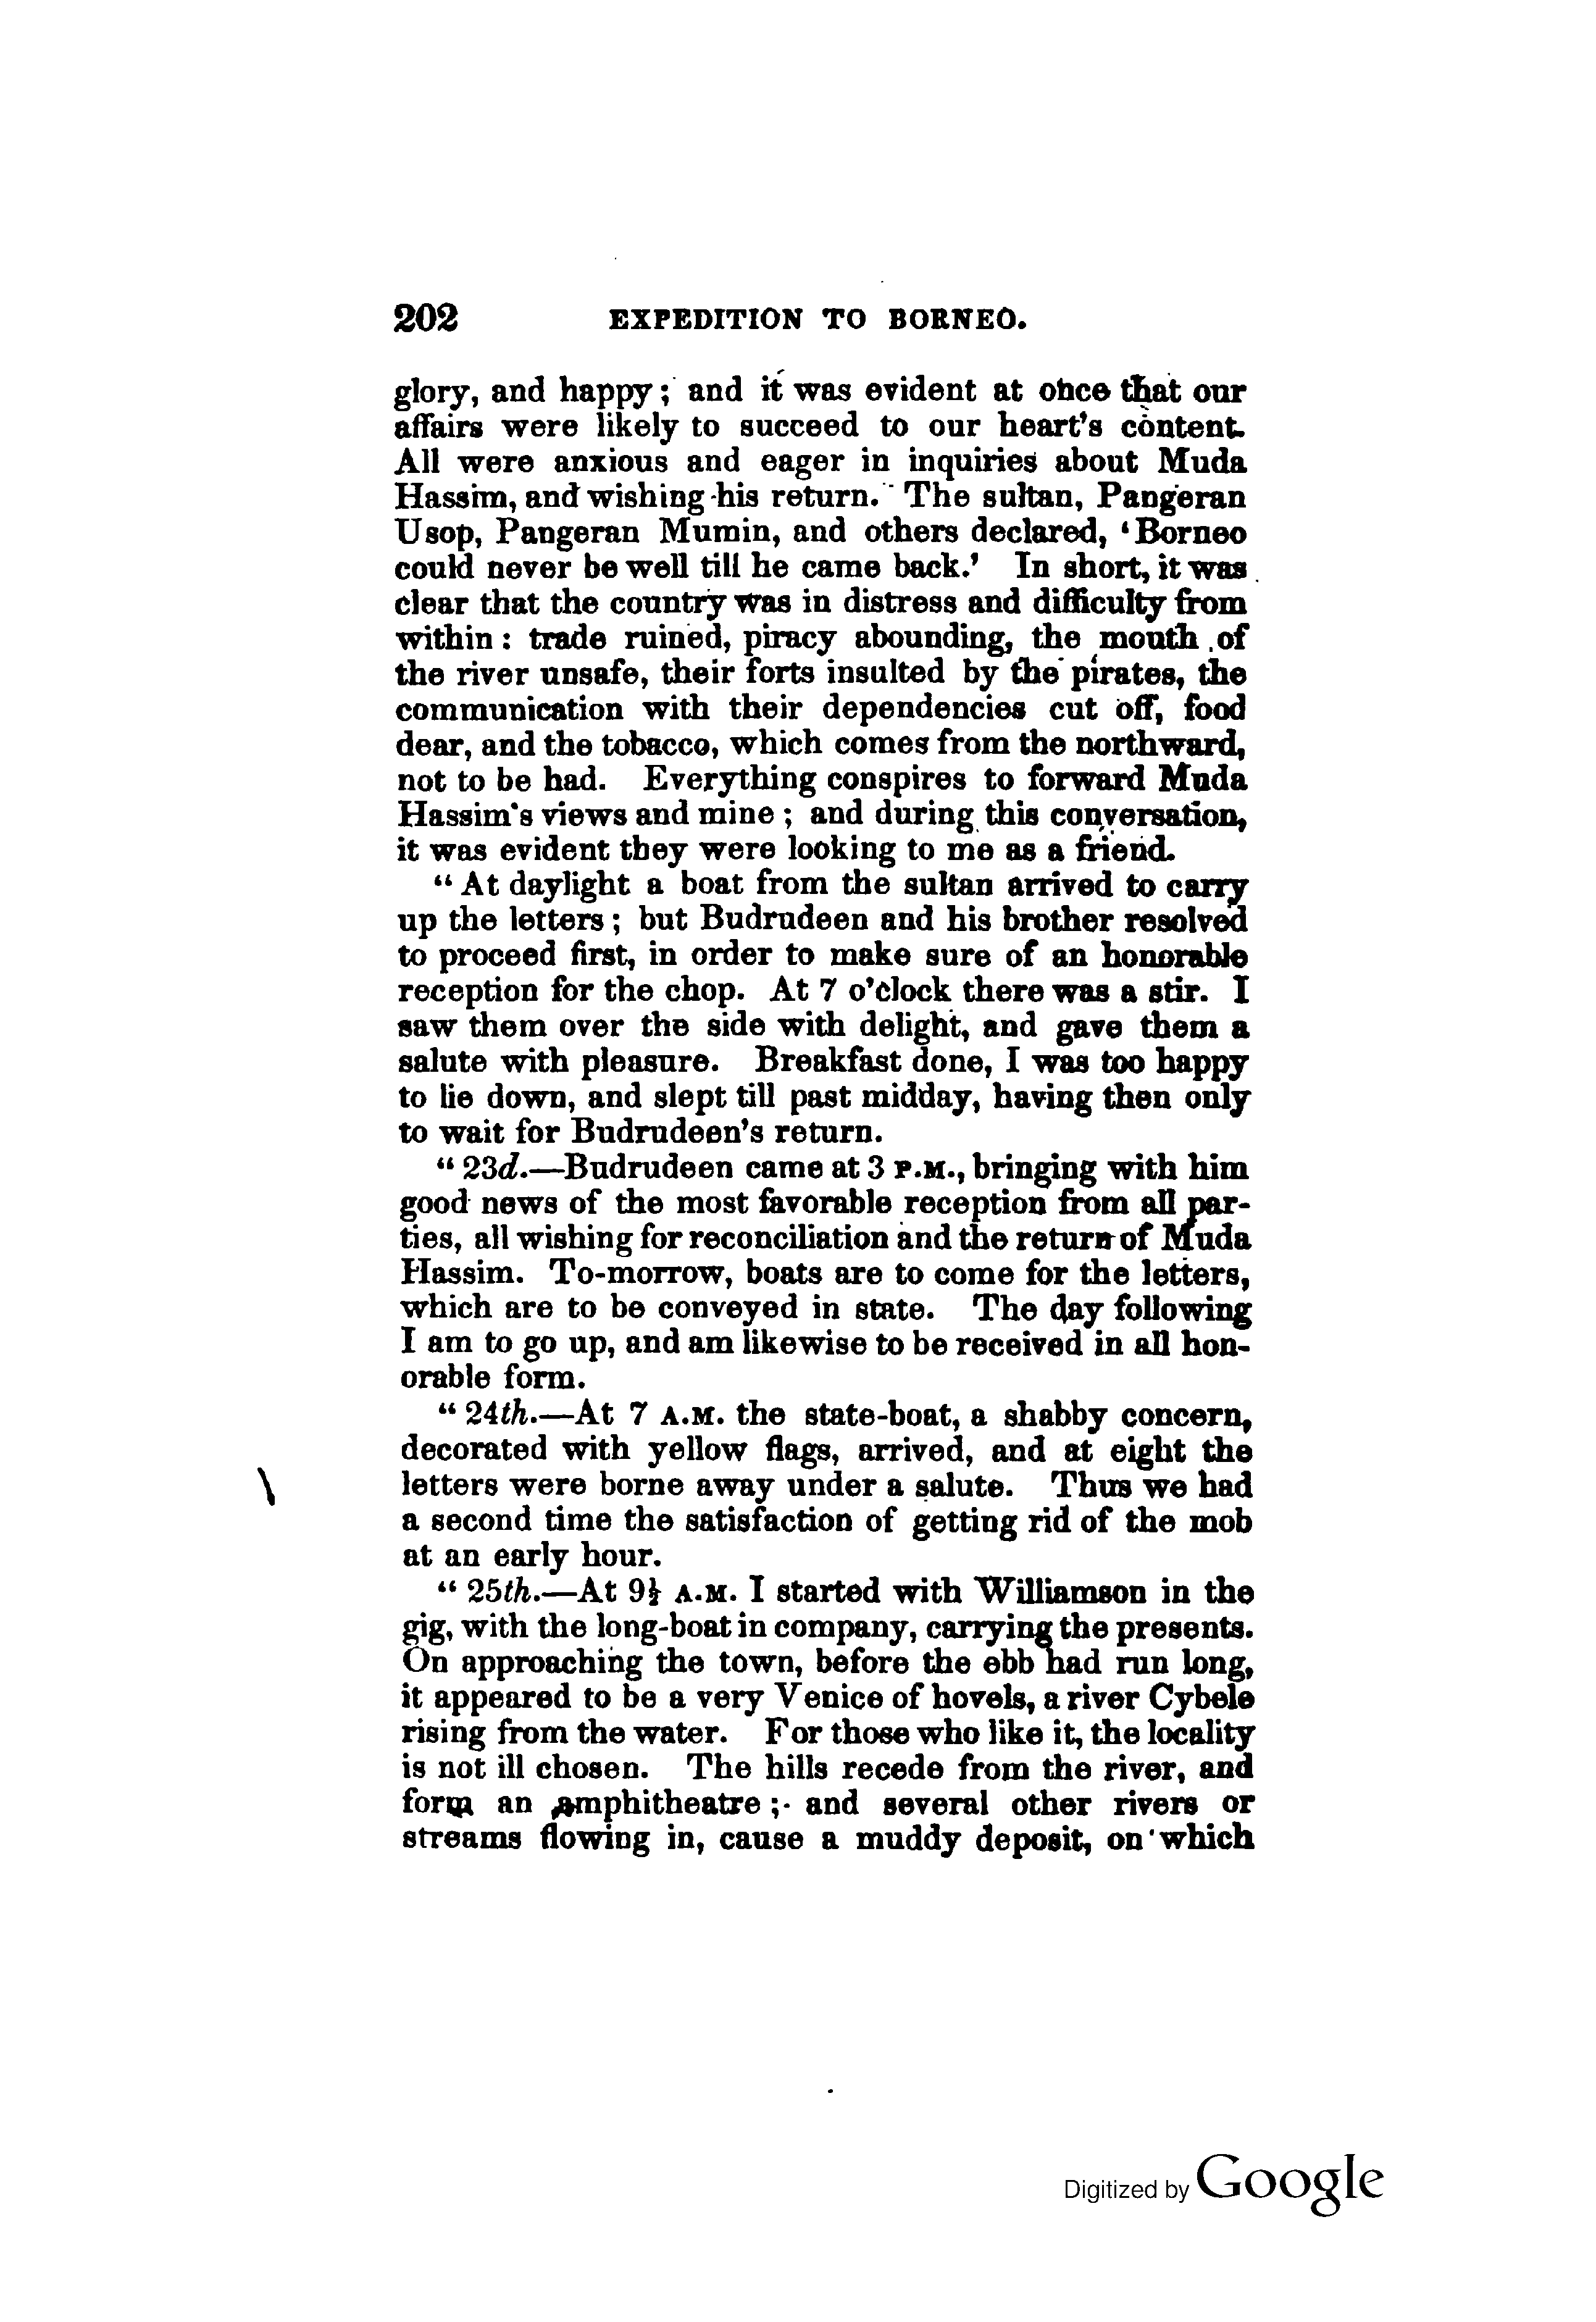 202 EXPEDITION TO BORNEO.
glory, and happy; and it was evident at once that our
affairs were likely to succeed to our heart's content.
All were anxious and eager in inquiries about Muda
Hassim, and wishing his return. The sultan, Pangeran
Usop, Pangeran Mumin, and others declared, 'Borneo
could never be well till he came back.' In short, it was
clear that the country was in distress and difficulty from
within: trade ruined, piracy abounding, the mouth of
the river unsafe, their forts insulted by the pirates, the
communication with their dependencies cut off, food
dear, and the tobacco, which comes from the northward,
not to be had. Everything conspires to forward Muda
Hassim's views and mine; and during this conversation,
it was evident they were looking to me as a friend.
"At daylight a boat from the sultan arrived to carry
up the letters; but Budrudeen and his brother resolved
to proceed first, in order to make sure of an honorable
reception for the chop. At 7 o'clock there was a stir. I
saw them over the side with delight, and gave them a
salute with pleasure. Breakfast done, I was too happy
to lie down, and slept till past midday, having then only
to wait for Budrudeen's return.
"23d.—Budrudeen came at 3 P.M., bringing with him
good news of the most favorable reception from all par-
ties, all wishing for reconciliation and the return of Muda
Hassim. To-morrow, boats are to come for the letters,
which are to be conveyed in state. The day following
I am to go up, and am likewise to be received in all hon-
orable form.
"24th.—At 7 A.M. the state-boat, a shabby concern,
decorated with yellow flags, arrived, and at eight the
letters were borne away under a salute. Thus we had
a second time the satisfaction of getting rid of the mob
at an early hour.
"25th.—At 9½ A.M. I started with Williamson in the
gig, with the long-boat in company, carrying the presents.
On approaching the town, before the ebb had run long,
it appeared to be a very Venice of hovels, a river Cybele
rising from the water. For those who like it, the locality
is not ill chosen. The hills recede from the river, and
form an amphitheatre; and several other rivers or
streams flowing in, cause a muddy deposit, on which
Digitized by Google